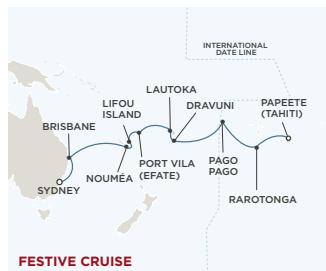 INTERNATIONAL
DATE LINE
LAUTOKA
LIFOU
ISLAND
DRAVUNI
PAPEETE
(TAHITI)
BRISBANE
PORT VILA
(EFATE)
PAGO
PAGO
NOUMÉA
SYDNEY
RAROTONGA
FESTIVE CRUISE